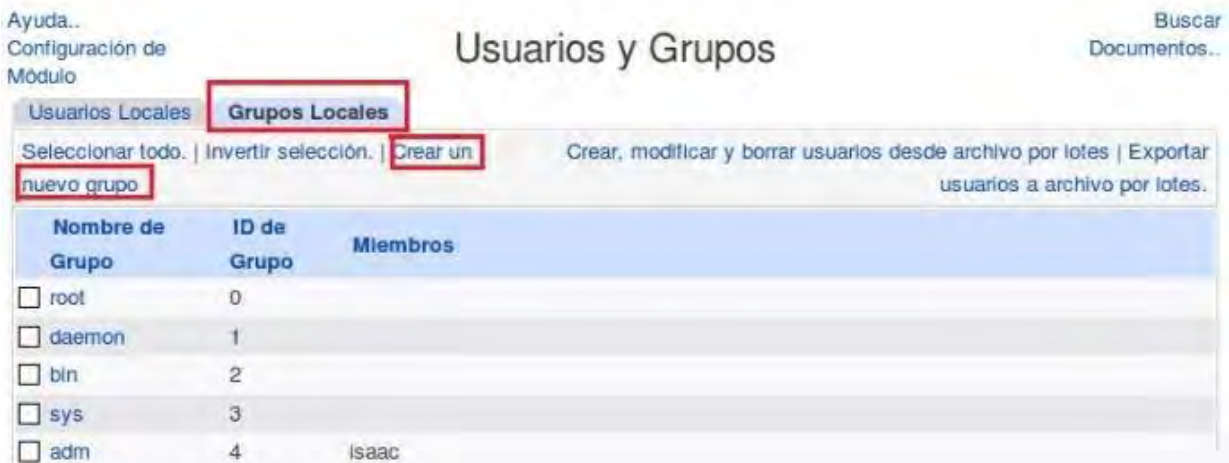 Ayuda..
Configuración de
Módulo
Usuarios y Grupos
Buscar
Documentos..
Usuarios Locales
Grupos Locales
Seleccionar todo. | Invertir selección. | Crear un
nuevo grupo
Crear, modificar y borrar usuarios desde archivo por lotes | Exportar
usuarios a archivo por lotes.
Nombre de
Grupo
ID de
Grupo
Miembros
root 0
daemon 1
bin 2
sys 3
adm 4 isaac